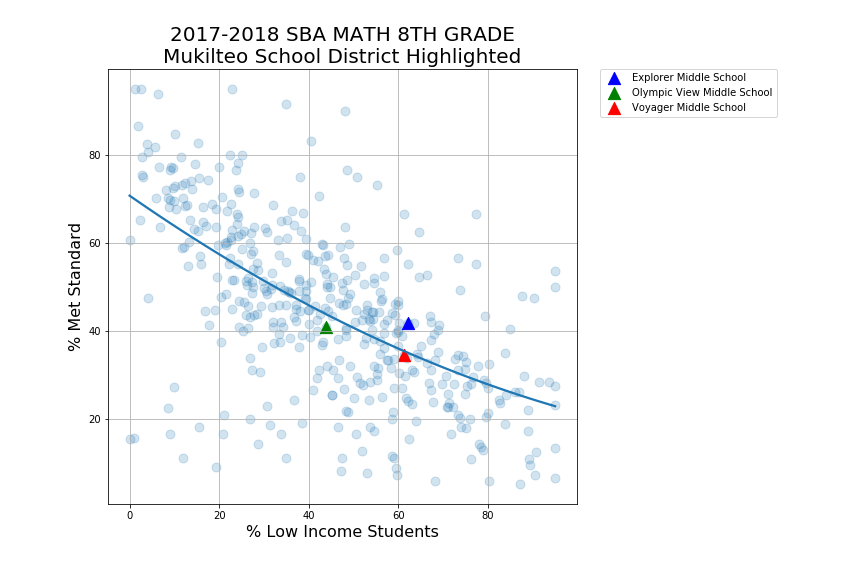 2017-2018 SBA MATH 8TH GRADE
Mukilteo School District Highlighted
Explorer Middle School
Olympic View Middle School
Voyager Middle School
80
60
40
20
% Met Standard
0 20 40 60 80
% Low Income Students